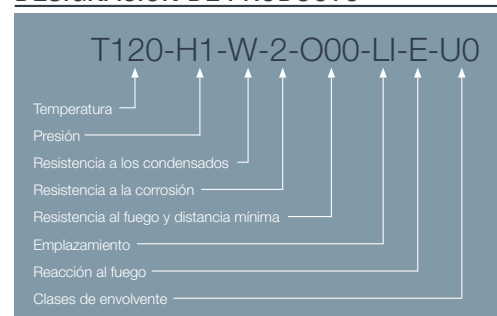 DESIGNACIÓN DE PRODUCTO
T120-H1-W-2-O00-LI-E-U0
Temperatura
Presión
Resistencia a los condensados
Resistencia a la corrosión
Resistencia al fuego y distancia mínima
Emplazamiento
Reacción al fuego
Clases de envolvente